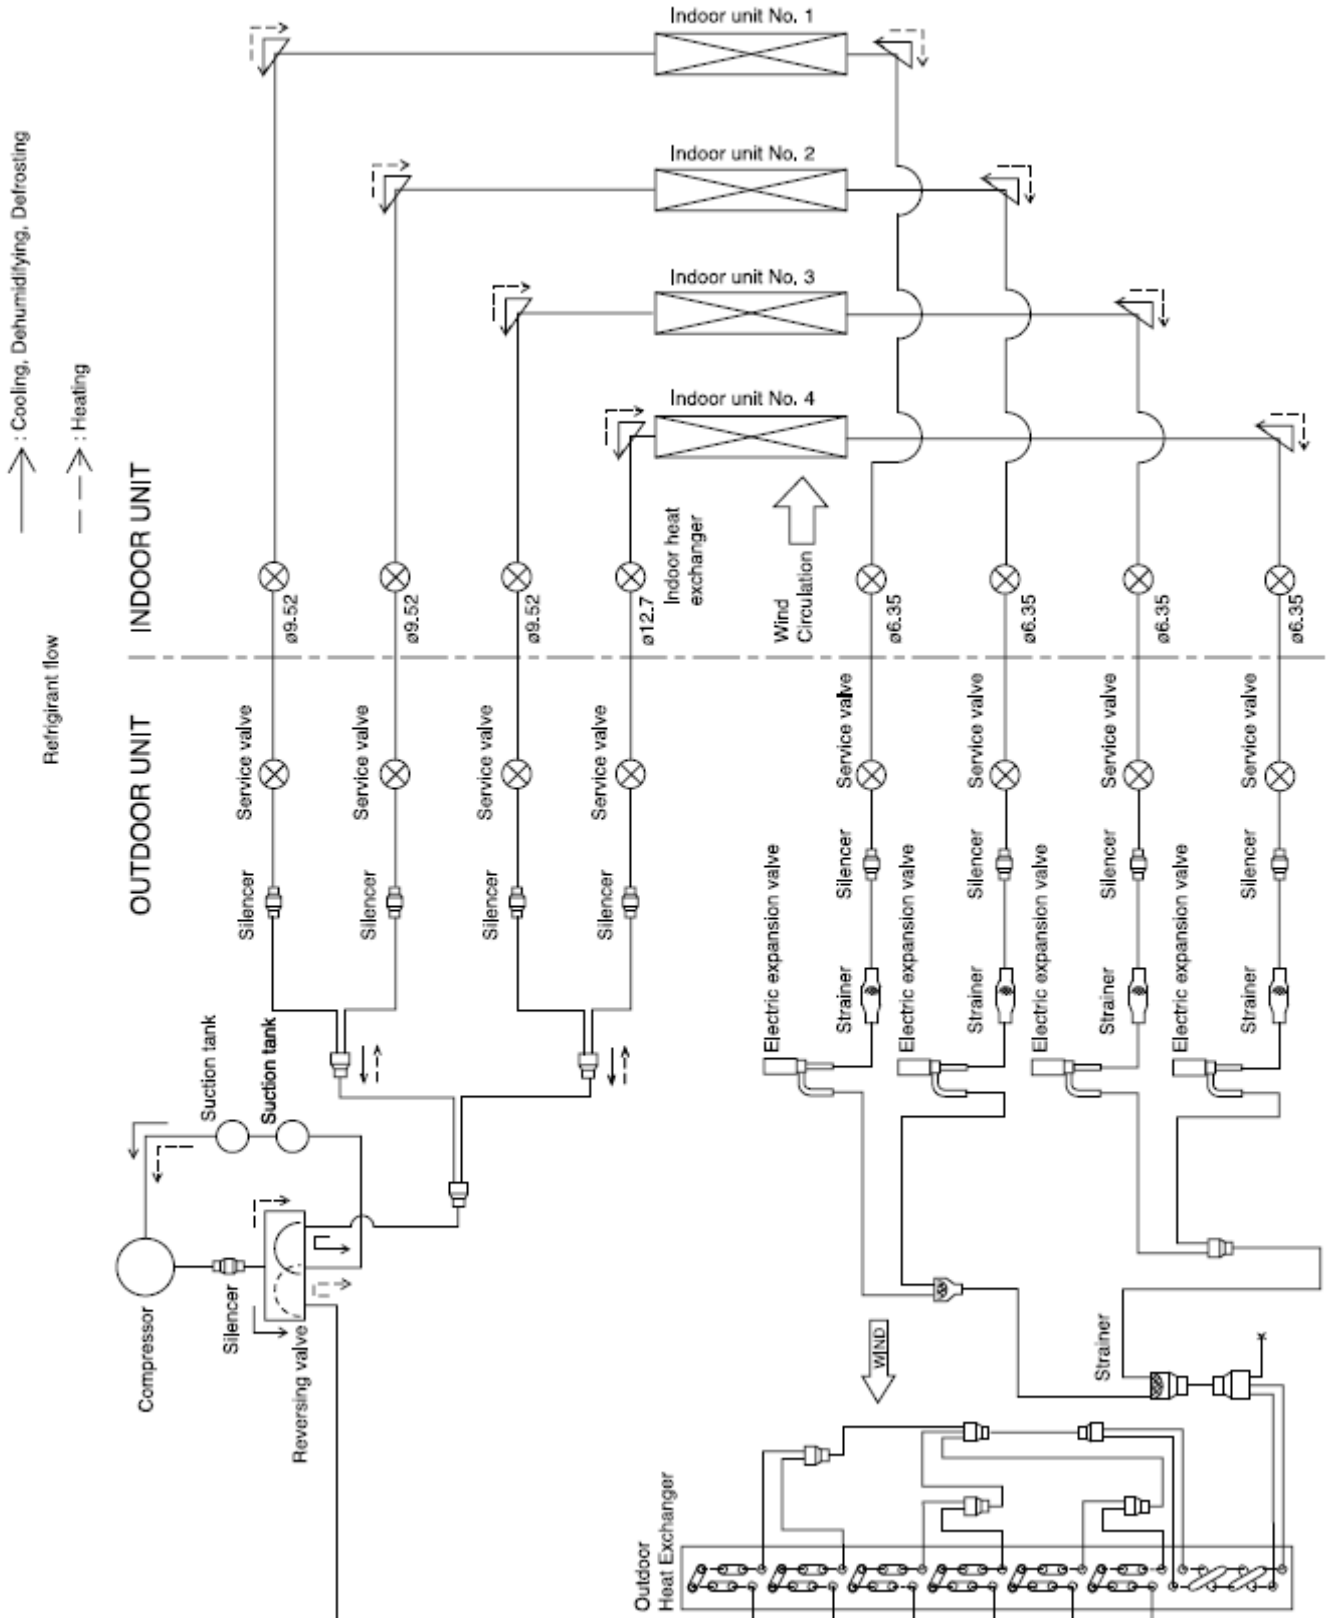 Indoor unit No. 1
Indoor unit No. 2
Indoor unit No. 3
Indoor unit No. 4
: Cooling, Dehumidifying, Defrosting
: Heating
Refrigirant flow
INDOOR UNIT
OUTDOOR UNIT
ø9.52
ø9.52
ø9.52
ø12.7
Indoor heat
exchanger
Wind
Circulation
ø6.35
ø6.35
ø6.35
ø6.35
Service valve
Service valve
Service valve
Service valve
Service valve
Service valve
Service valve
Service valve
Silencer
Silencer
Silencer
Silencer
Silencer
Silencer
Silencer
Silencer
Electric expansion valve
Electric expansion valve
Electric expansion valve
Electric expansion valve
Strainer
Strainer
Strainer
Strainer
Suction tank
Suction tank
Compressor
Silencer
Reversing valve
WIND
Strainer
Outdoor
Heat Exchanger